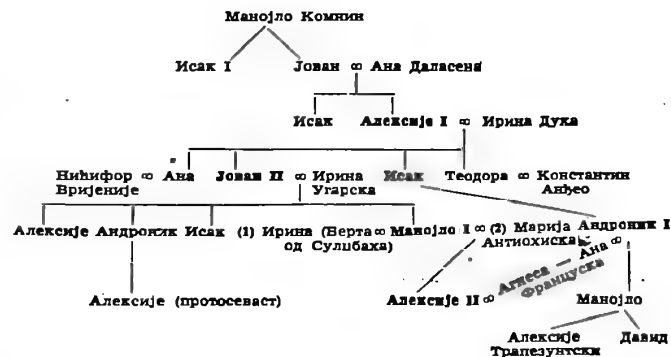 Манојло Комнин
Исак I Јован ∞ Ана Даласена
Исак Алексије I ∞ Ирина Дука
Нићифор ∞ Ана Јован II ∞ Ирина Исак Теодора ∞ Константин
Вријеније Угарска Анђео
Алексије Андроник Исак (1) Ирина (Берта ∞ Манојло I ∞ (2) Марија Андроник I
од Сулцбаха) Антиохиска
Агнеса — Ана ∞
Француска
Алексије (протосеваст) Алексије II ∞ Манојло
Алексије Давид
Трапезунтски